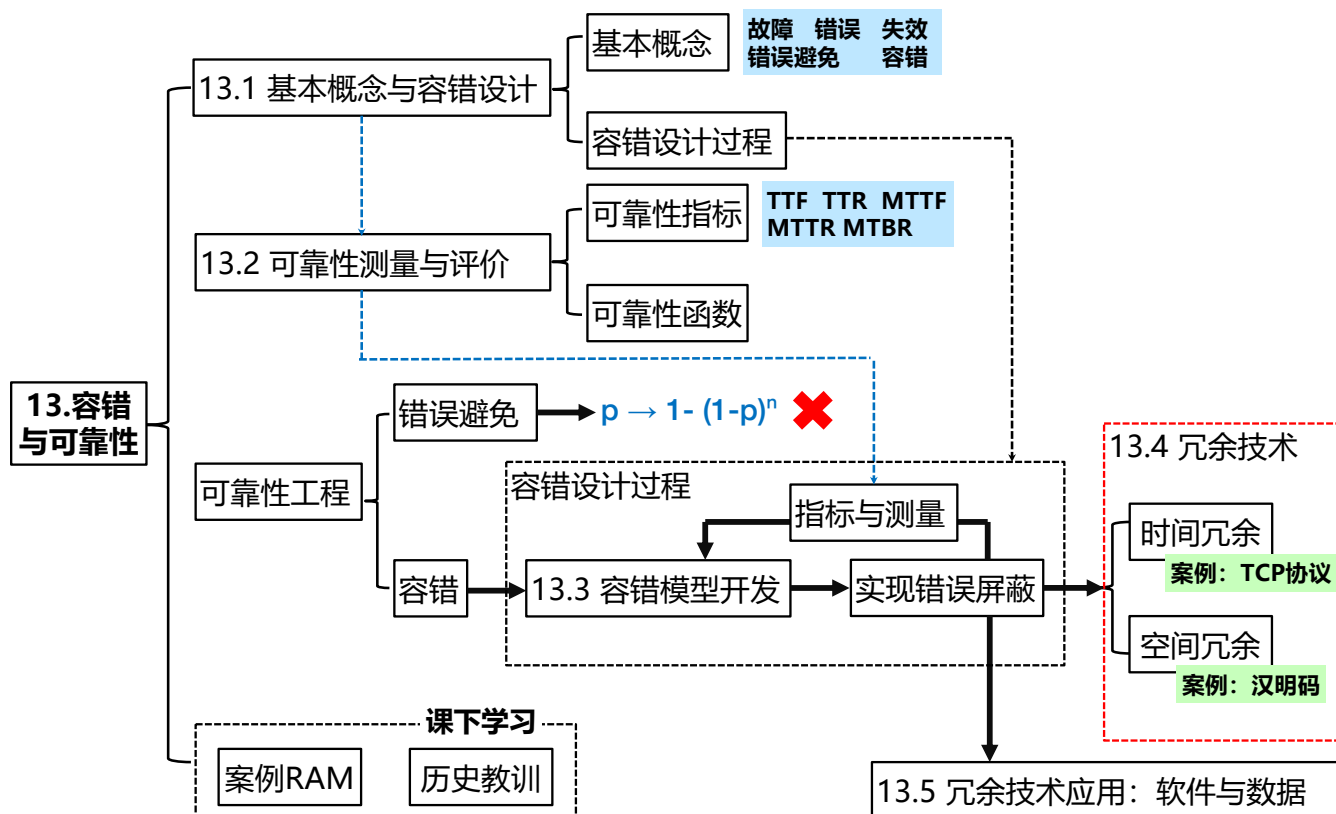 基本概念
故障 错误 失效
错误避免 容错
13.1 基本概念与容错设计
容错设计过程
可靠性指标
TTF TTR MTTF
MTTR MTBR
13.2 可靠性测量与评价
可靠性函数
13.容错
与可靠性
错误避免
p → 1- (1-p)ⁿ
可靠性工程
容错设计过程
指标与测量
容错
13.3 容错模型开发
实现错误屏蔽
13.4 冗余技术
时间冗余
案例：TCP协议
空间冗余
案例：汉明码
课下学习
案例RAM
历史教训
13.5 冗余技术应用：软件与数据